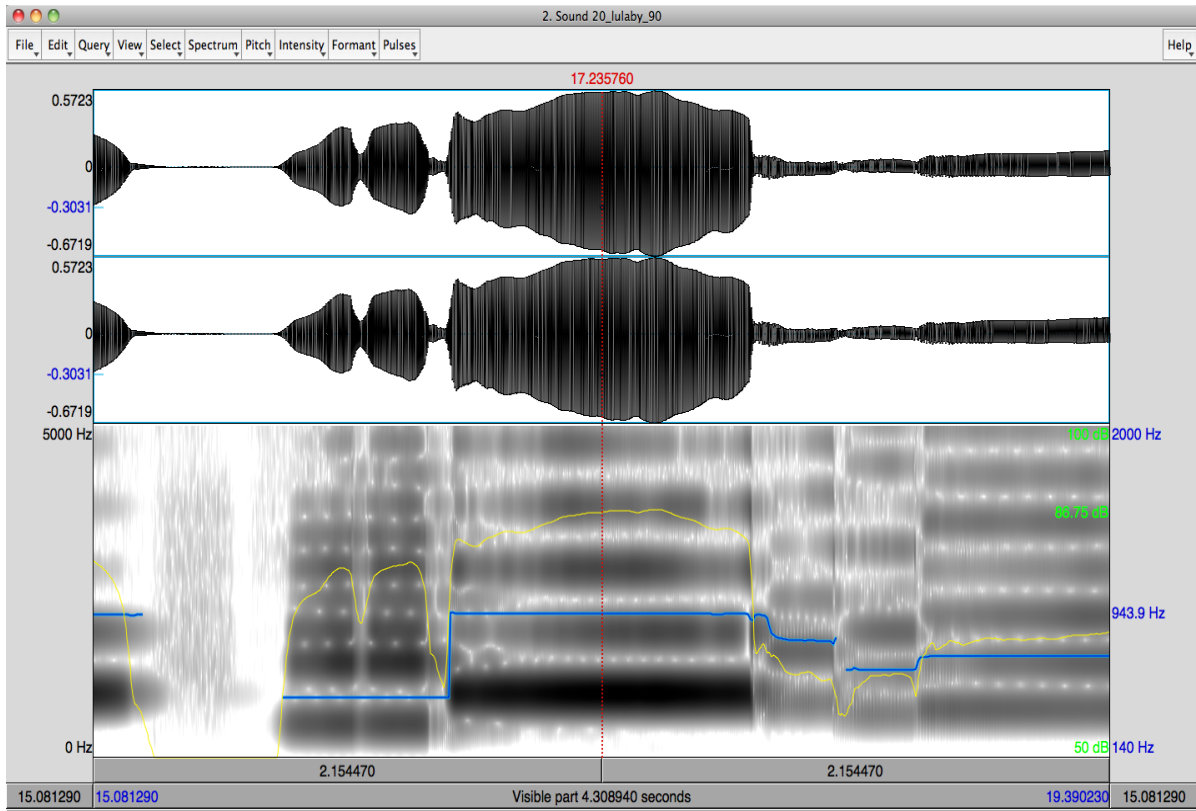 2. Sound 20_lulaby_90
File Edit Query View Select Spectrum Pitch Intensity Formant Pulses Help
17.235760
0.5723
0
-0.3031
-0.6719
0.5723
0
-0.3031
-0.6719
5000 Hz 100 dB 2000 Hz
86.75 dB
943.9 Hz
0 Hz 50 dB 140 Hz
2.154470 2.154470
15.081290 15.081290 Visible part 4.308940 seconds 19.390230 15.081290